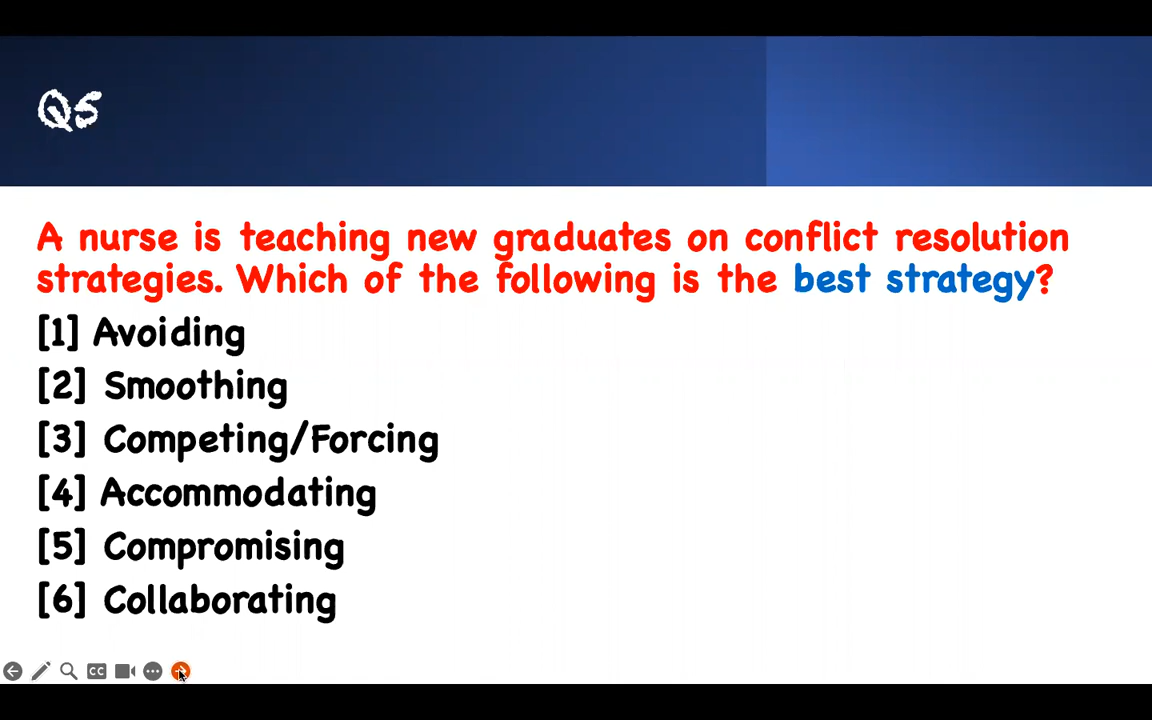 Q5
A nurse is teaching new graduates on conflict resolution
strategies. Which of the following is the best strategy?
[1] Avoiding
[2] Smoothing
[3] Competing/Forcing
[4] Accommodating
[5] Compromising
[6] Collaborating
CC